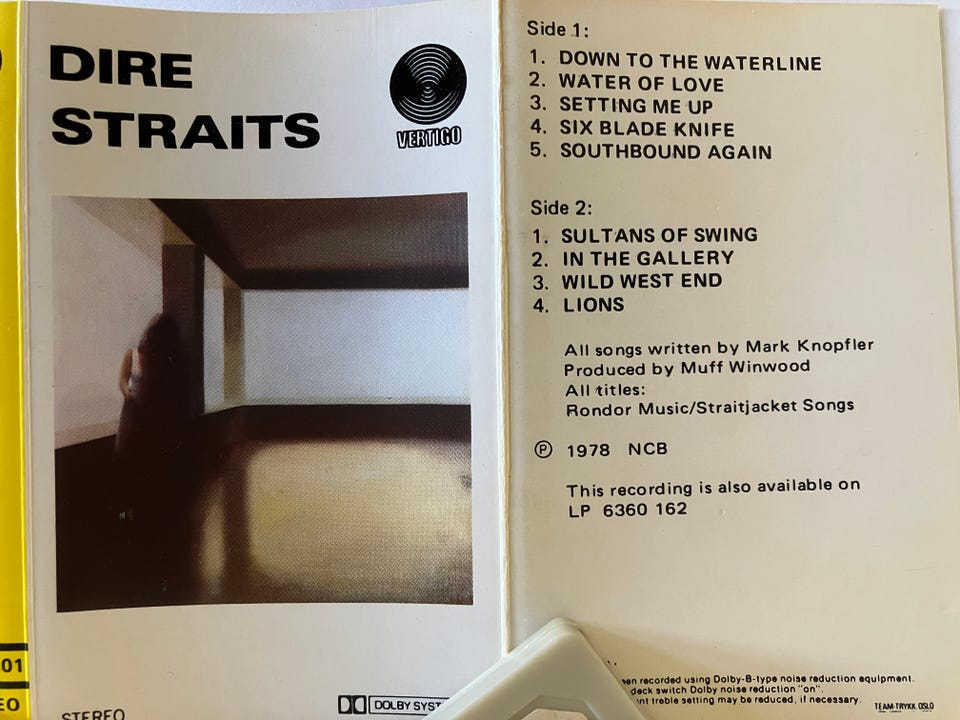 DIRE
STRAITS
VERTIGO
STEREO
DOLBY SYST
01
EO
Side 1:
1. DOWN TO THE WATERLINE
2. WATER OF LOVE
3. SETTING ME UP
4. SIX BLADE KNIFE
5. SOUTHBOUND AGAIN
Side 2:
1. SULTANS OF SWING
2. IN THE GALLERY
3. WILD WEST END
4. LIONS
All songs written by Mark Knopfler
Produced by Muff Winwood
All titles:
Rondor Music/Straitjacket Songs
Ⓟ 1978 NCB
This recording is also available on
LP 6360 162
en recorded using Dolby-B-type noise reduction equipment.
deck switch Dolby noise reduction "on".
nt treble setting may be reduced, if necessary.
TEAM-TRYKK OSLO